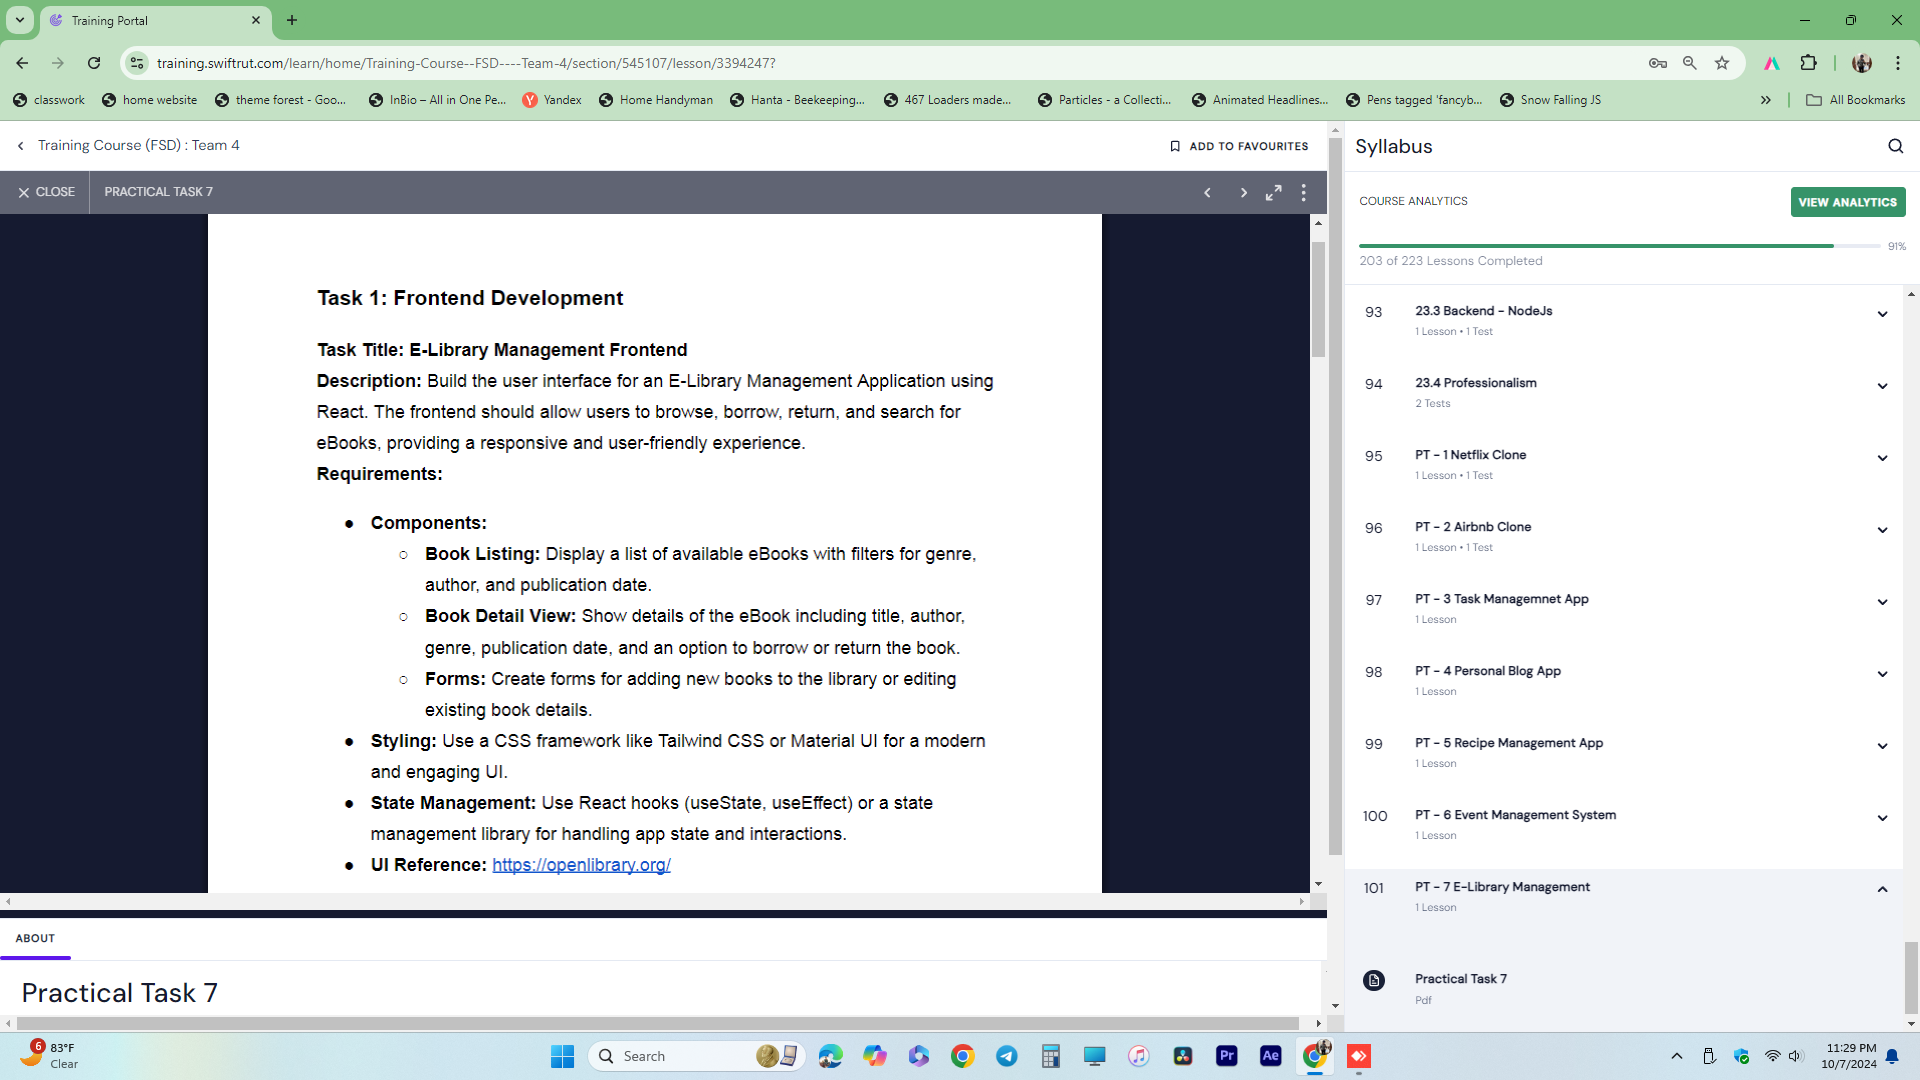 Training Portal
training.swiftrut.com/learn/home/Training-Course--FSD----Team-4/section/545107/lesson/3394247?
classwork
home website
theme forest - Goo...
InBio – All in One Pe...
Yandex
Home Handyman
Hanta - Beekeeping...
467 Loaders made...
Particles - a Collecti...
Animated Headlines...
Pens tagged 'fancyb...
Snow Falling JS
All Bookmarks
Training Course (FSD) : Team 4
ADD TO FAVOURITES
CLOSE
PRACTICAL TASK 7
Task 1: Frontend Development
Task Title: E-Library Management Frontend
Description: Build the user interface for an E-Library Management Application using
React. The frontend should allow users to browse, borrow, return, and search for
eBooks, providing a responsive and user-friendly experience.
Requirements:
● Components:
○ Book Listing: Display a list of available eBooks with filters for genre,
author, and publication date.
○ Book Detail View: Show details of the eBook including title, author,
genre, publication date, and an option to borrow or return the book.
○ Forms: Create forms for adding new books to the library or editing
existing book details.
● Styling: Use a CSS framework like Tailwind CSS or Material UI for a modern
and engaging UI.
● State Management: Use React hooks (useState, useEffect) or a state
management library for handling app state and interactions.
● UI Reference: https://openlibrary.org/
ABOUT
Practical Task 7
Syllabus
COURSE ANALYTICS
VIEW ANALYTICS
91%
203 of 223 Lessons Completed
93 23.3 Backend - NodeJs
1 Lesson • 1 Test
94 23.4 Professionalism
2 Tests
95 PT - 1 Netflix Clone
1 Lesson • 1 Test
96 PT - 2 Airbnb Clone
1 Lesson • 1 Test
97 PT - 3 Task Managemnet App
1 Lesson
98 PT - 4 Personal Blog App
1 Lesson
99 PT - 5 Recipe Management App
1 Lesson
100 PT - 6 Event Management System
1 Lesson
101 PT - 7 E-Library Management
1 Lesson
Practical Task 7
Pdf
6
83°F
Clear
Search
Pr
Ae
11:29 PM
10/7/2024